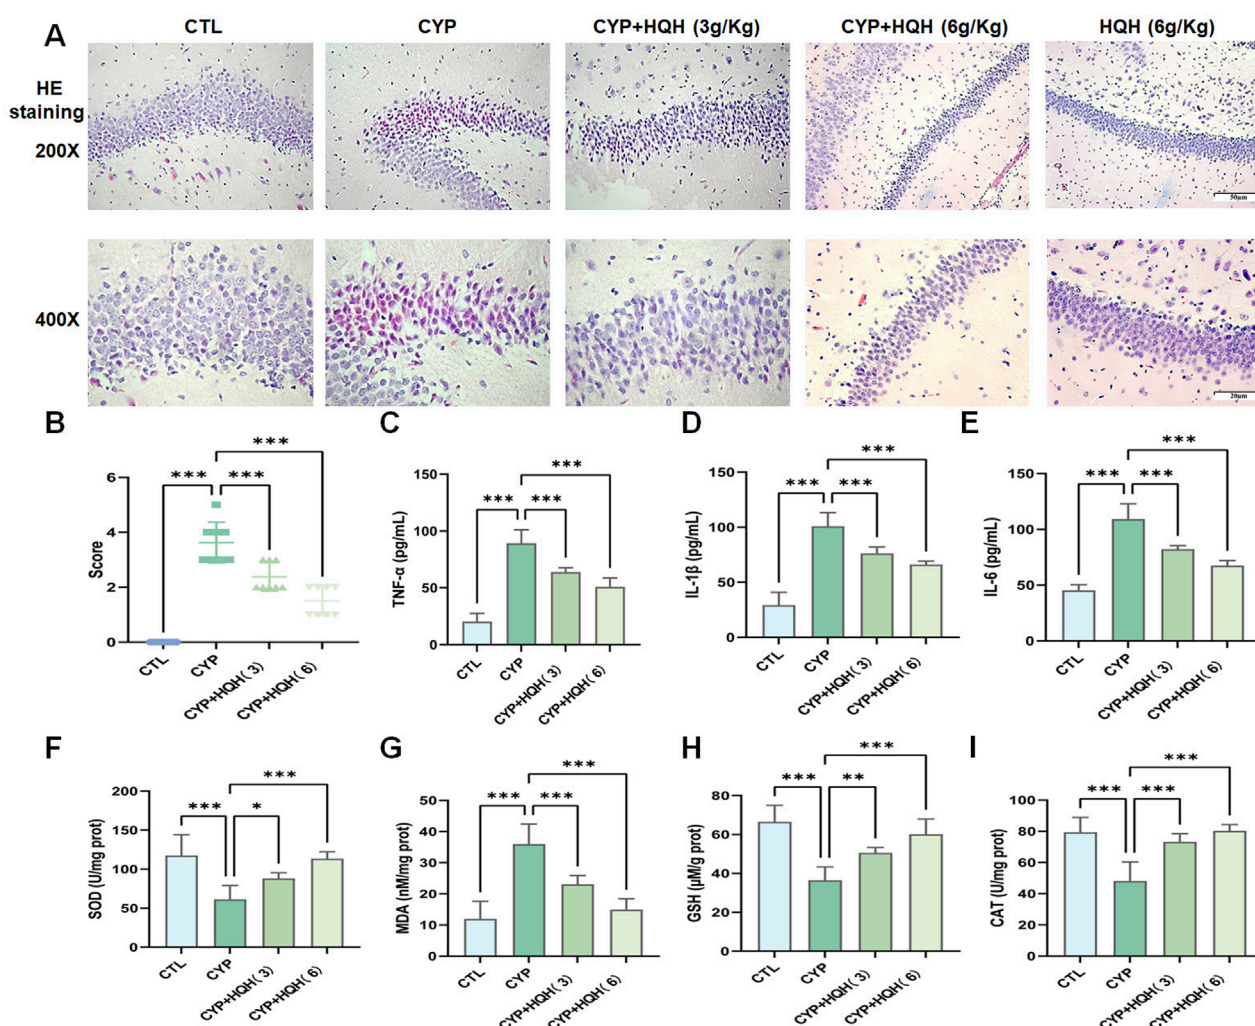 A
CTL
CYP
CYP+HQH (3g/Kg)
CYP+HQH (6g/Kg)
HQH (6g/Kg)
HE
staining
200X
50μm
400X
20μm
B
Score
6
4
2
0
***
***
***
CTL
CYP
CYP+HQH(3)
CYP+HQH(6)
C
TNF-α (pg/mL)
150
100
50
0
***
***
***
CTL
CYP
CYP+HQH(3)
CYP+HQH(6)
D
IL-1β (pg/mL)
150
100
50
0
***
***
***
CTL
CYP
CYP+HQH(3)
CYP+HQH(6)
E
IL-6 (pg/mL)
150
100
50
0
***
***
***
CTL
CYP
CYP+HQH(3)
CYP+HQH(6)
F
SOD (U/mg prot)
200
150
100
50
0
***
***
*
CTL
CYP
CYP+HQH(3)
CYP+HQH(6)
G
MDA (nM/mg prot)
50
40
30
20
10
0
***
***
***
CTL
CYP
CYP+HQH(3)
CYP+HQH(6)
H
GSH (μM/g prot)
80
60
40
20
0
***
***
**
CTL
CYP
CYP+HQH(3)
CYP+HQH(6)
I
CAT (U/mg prot)
100
80
60
40
20
0
***
***
***
CTL
CYP
CYP+HQH(3)
CYP+HQH(6)